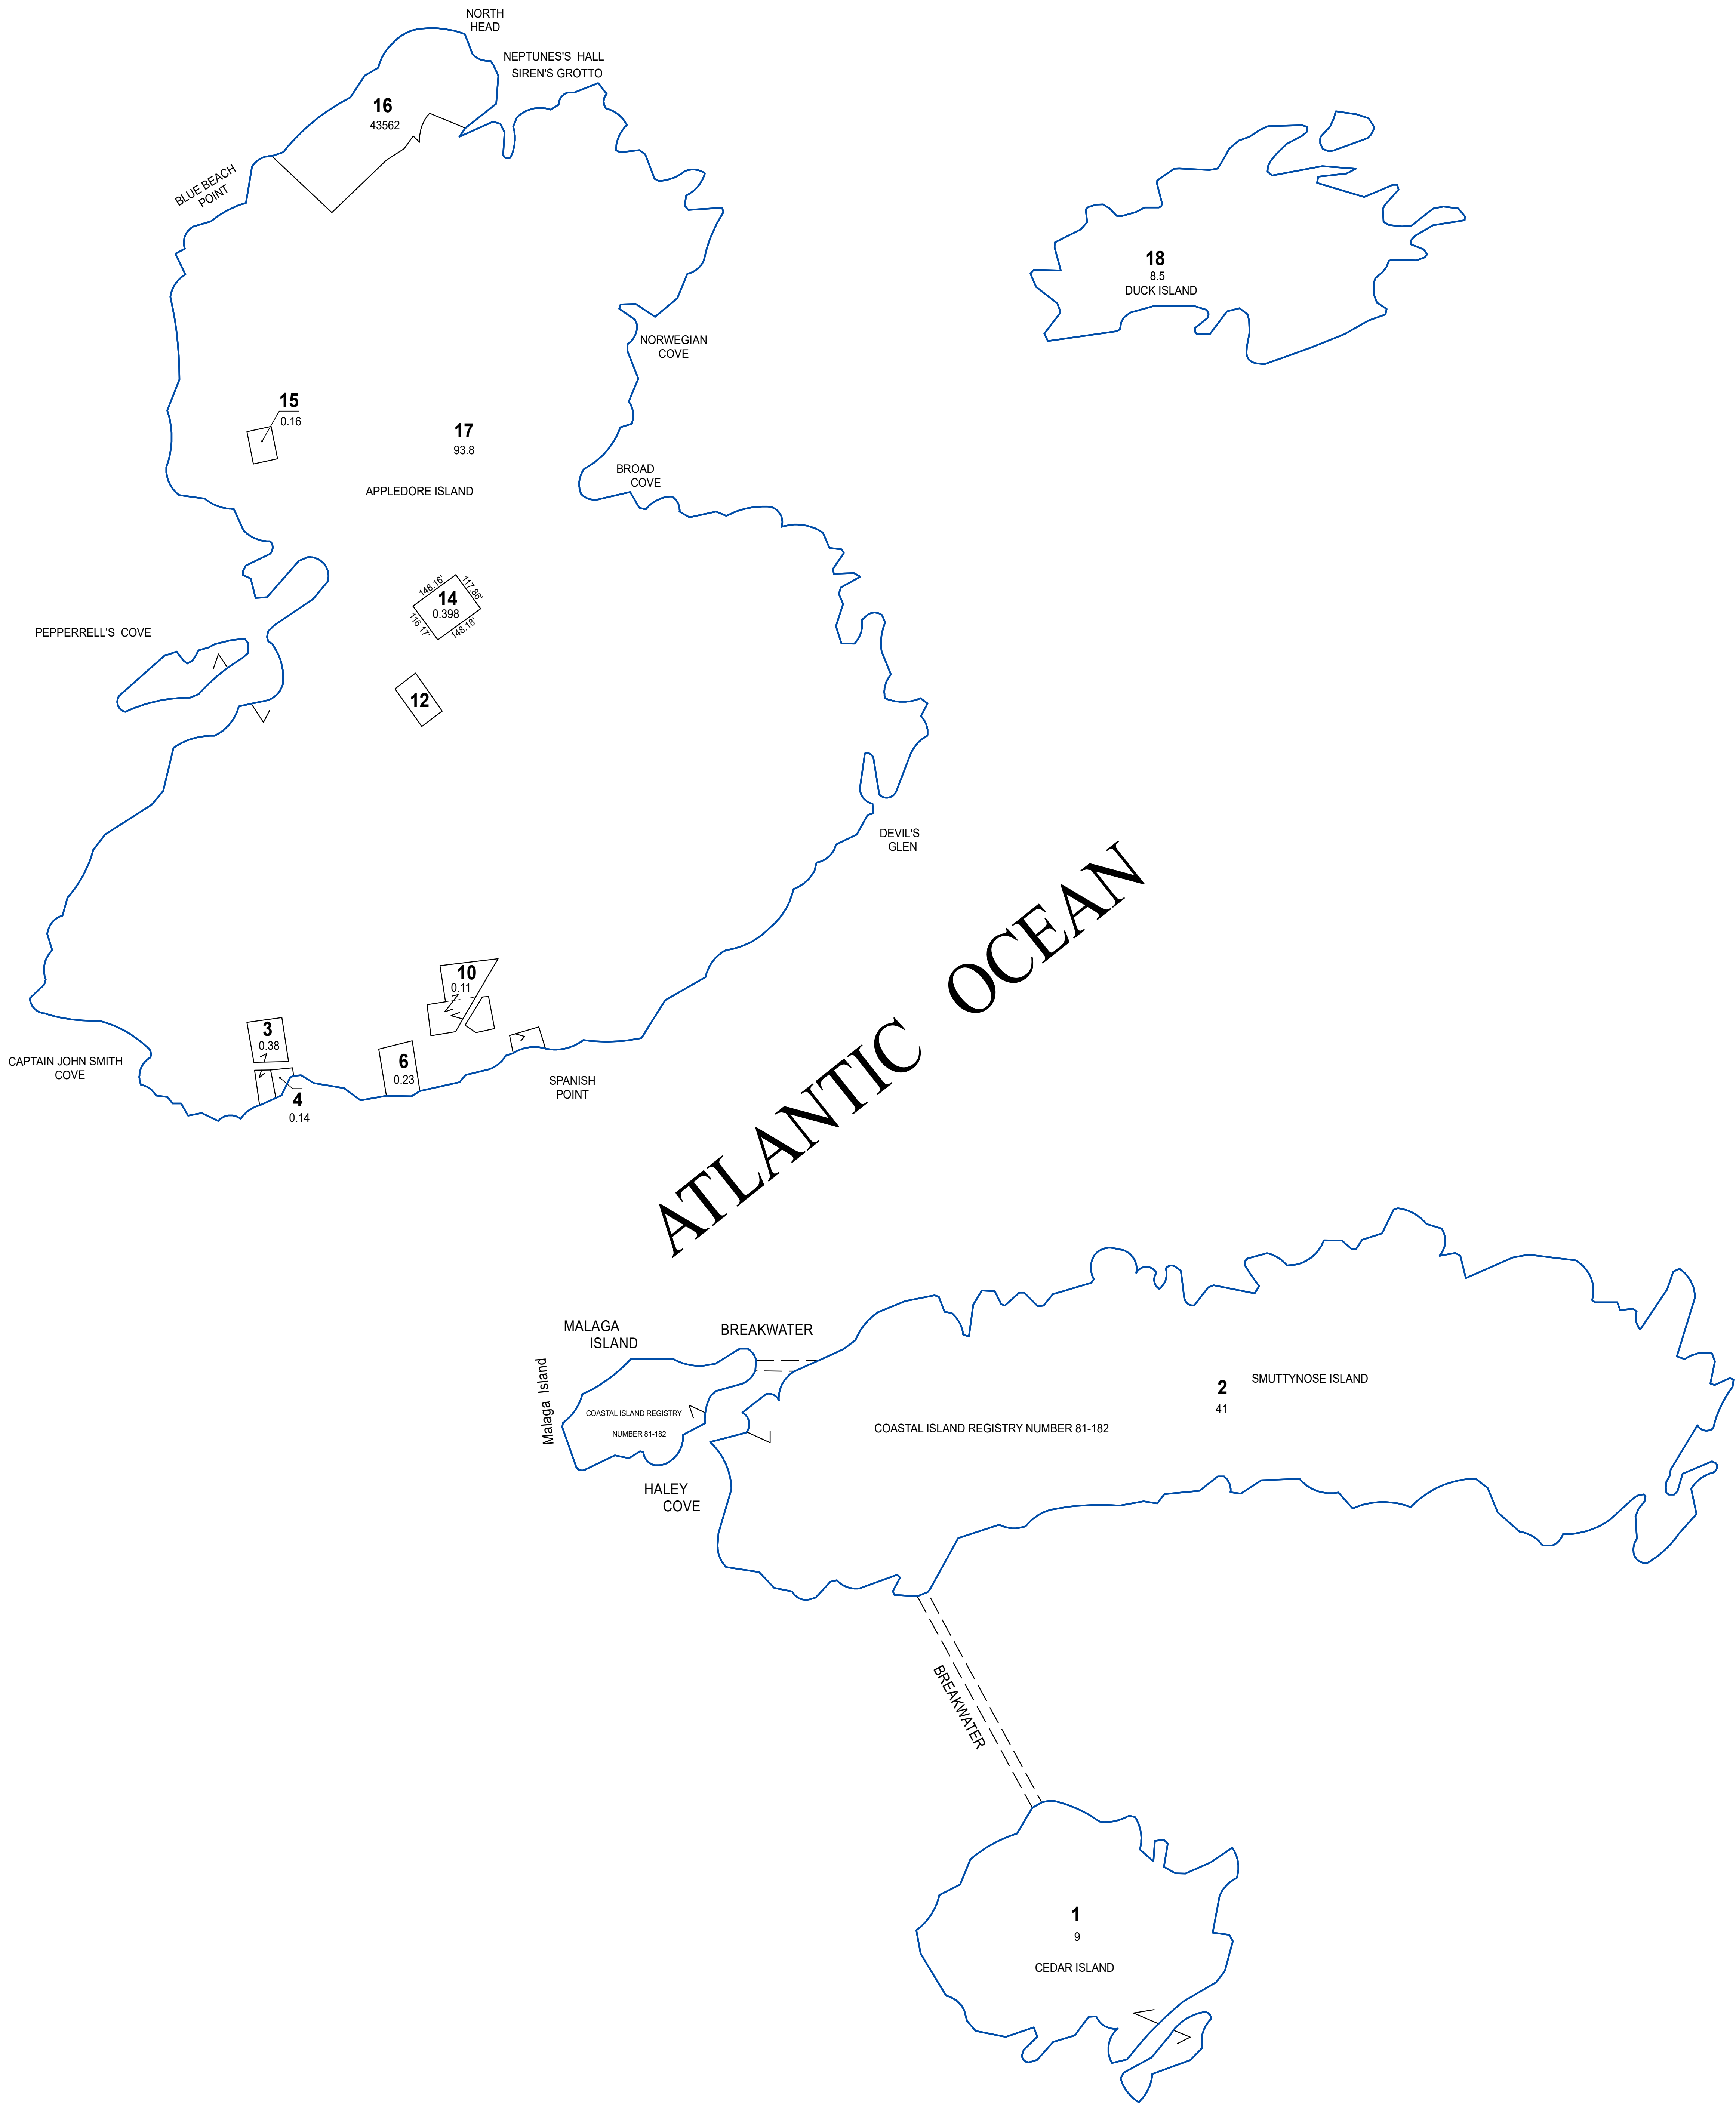 NORTH
HEAD
NEPTUNES'S HALL
SIREN'S GROTTO
16
43562
BLUE BEACH
POINT
18
8.5
DUCK ISLAND
NORWEGIAN
COVE
15
0.16
17
93.8
APPLEDORE ISLAND
BROAD
COVE
148.16'
117.86'
14
0.398
116.17'
148.18'
PEPPERRELL'S COVE
12
DEVIL'S
GLEN
ATLANTIC OCEAN
10
0.11
3
0.38
CAPTAIN JOHN SMITH
COVE
6
0.23
4
0.14
SPANISH
POINT
MALAGA
ISLAND
BREAKWATER
Malaga Island
COASTAL ISLAND REGISTRY
NUMBER 81-182
2
41
SMUTTYNOSE ISLAND
COASTAL ISLAND REGISTRY NUMBER 81-182
HALEY
COVE
BREAKWATER
1
9
CEDAR ISLAND